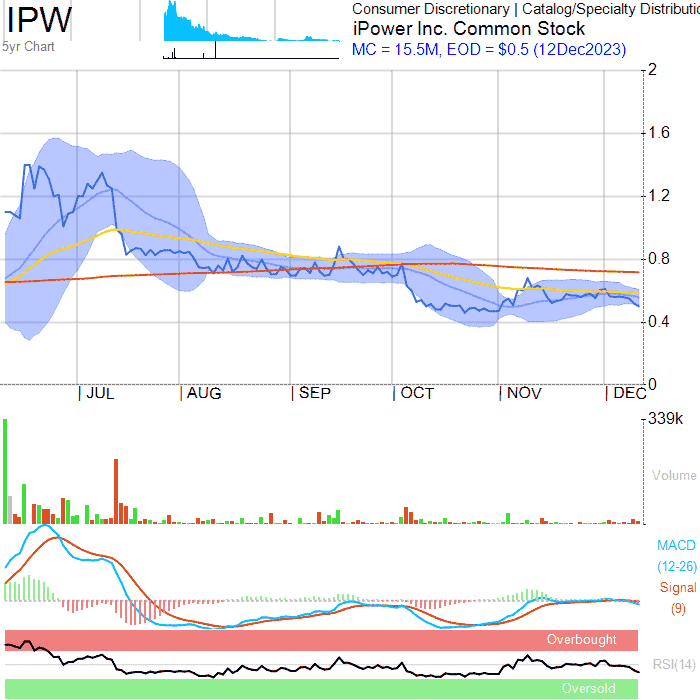 IPW
5yr Chart
Consumer Discretionary | Catalog/Specialty Distributio
iPower Inc. Common Stock
MC = 15.5M, EOD = $0.5 (12Dec2023)
2
1.6
1.2
0.8
0.4
0
| JUL | AUG | SEP | OCT | NOV | DEC
339k
Volume
MACD
(12-26)
Signal
(9)
Overbought
RSI(14)
Oversold